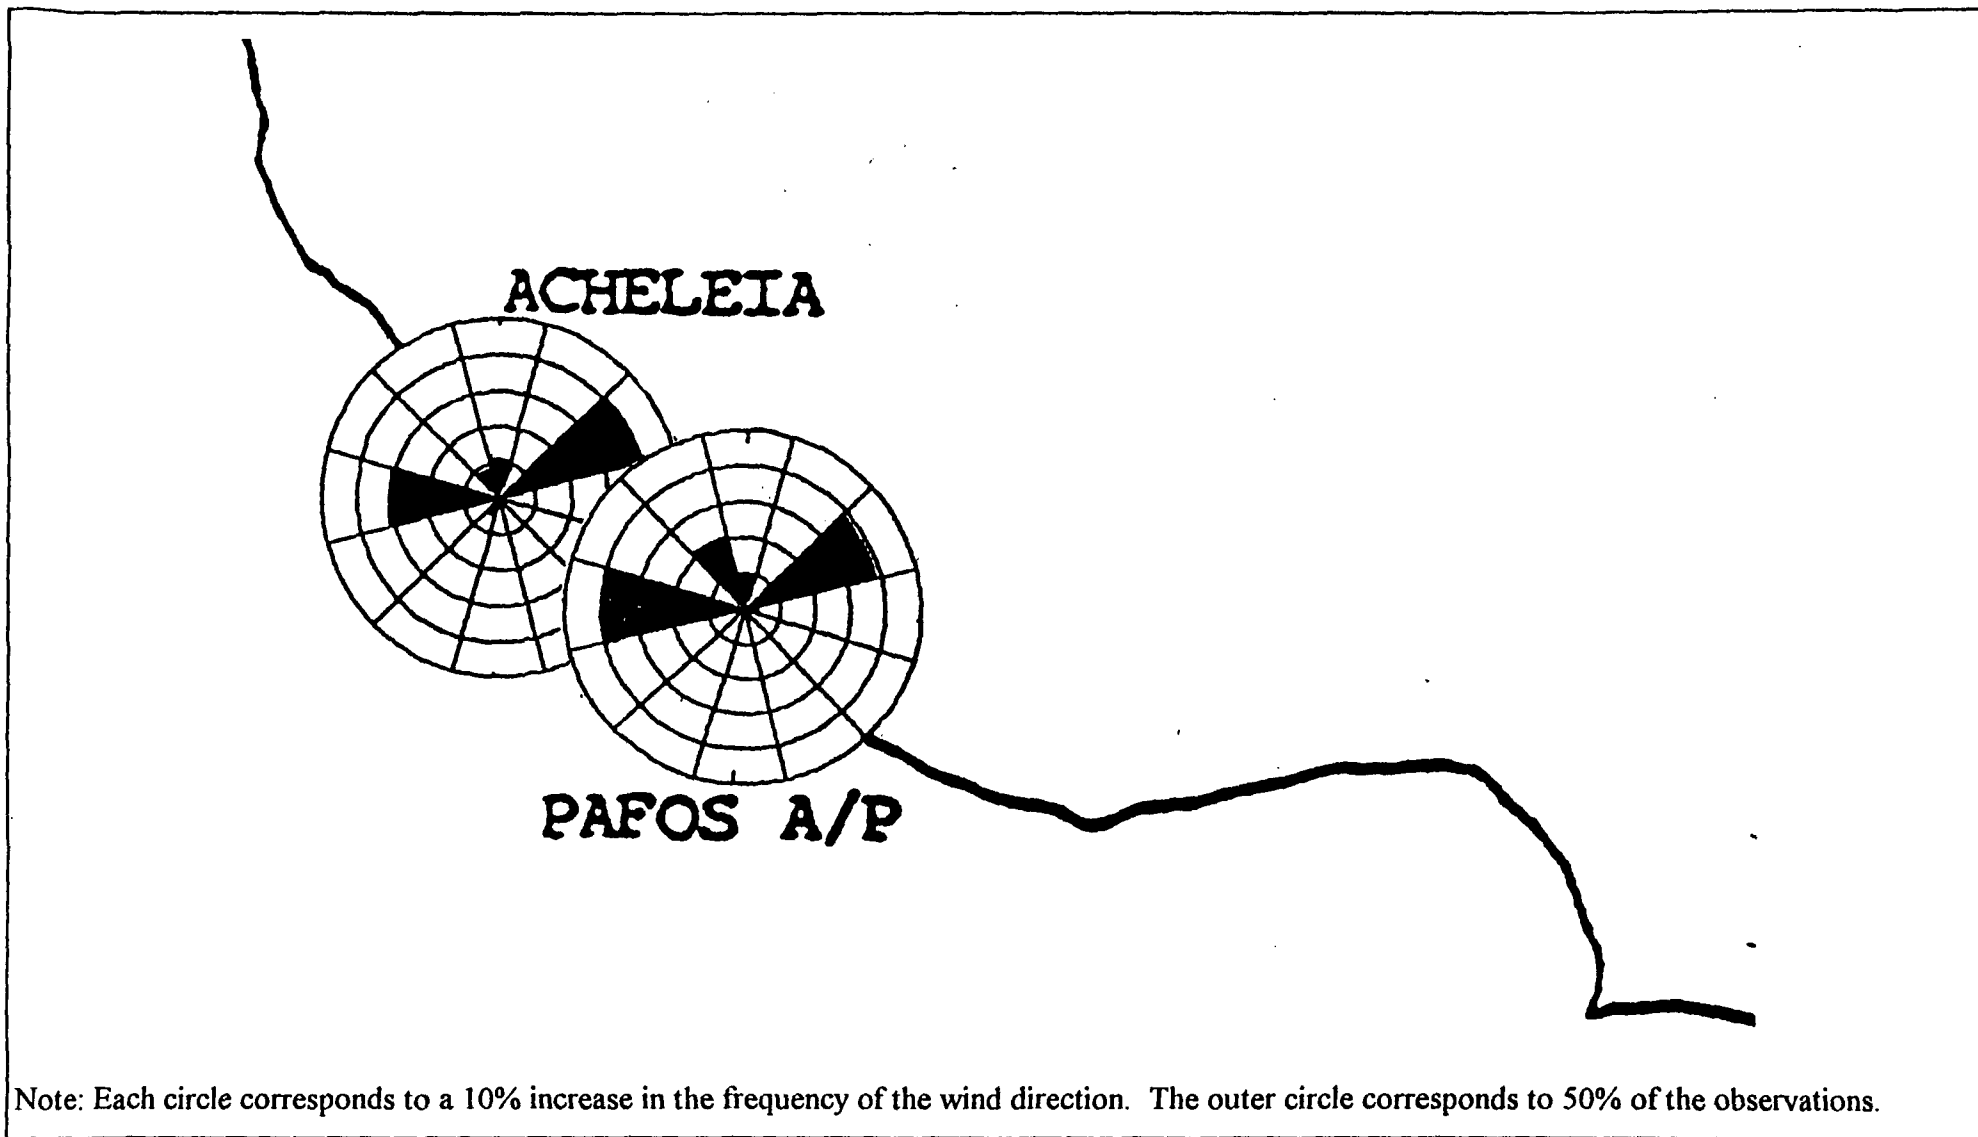 ACHELEIA
PAFOS A/P
Note: Each circle corresponds to a 10% increase in the frequency of the wind direction. The outer circle corresponds to 50% of the observations.